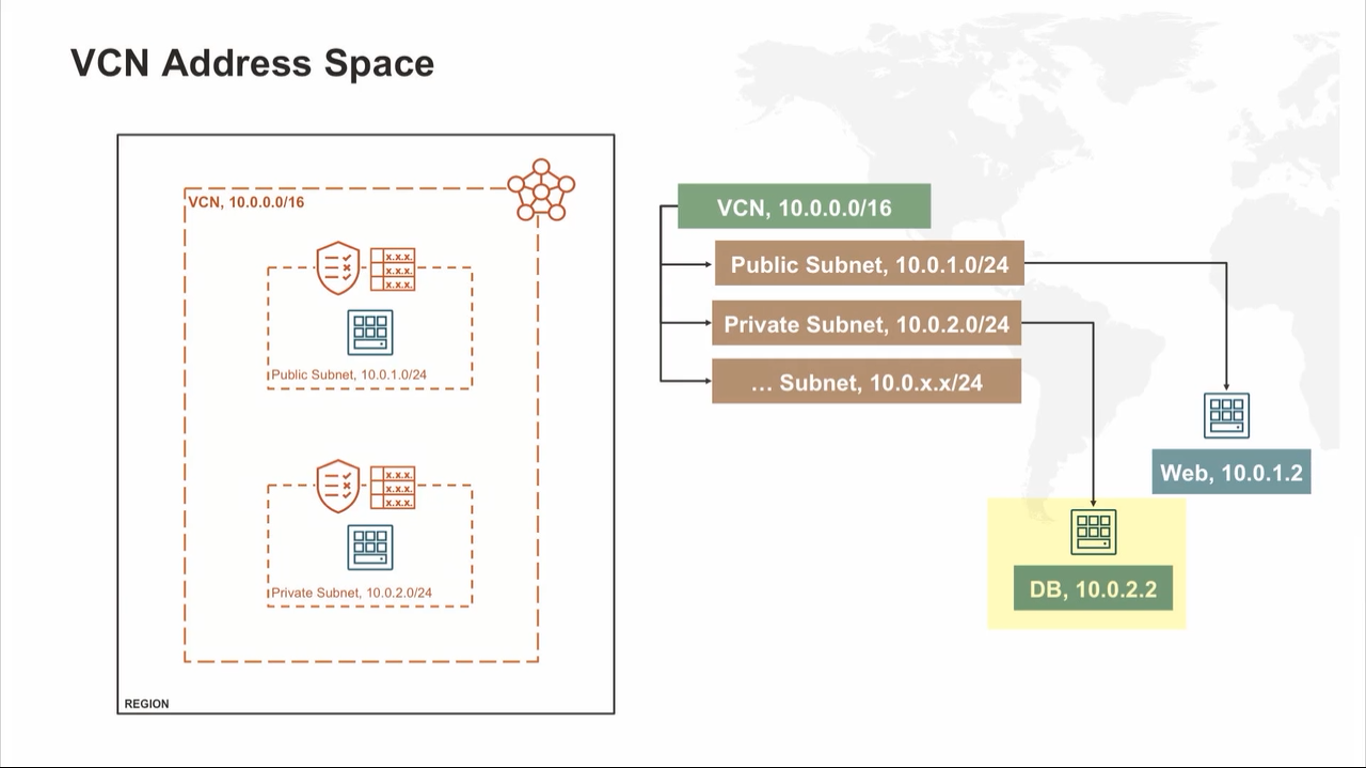 VCN Address Space
VCN, 10.0.0.0/16
x.x.x.
x.x.x.
x.x.x.
Public Subnet, 10.0.1.0/24
x.x.x.
x.x.x.
x.x.x.
Private Subnet, 10.0.2.0/24
REGION
VCN, 10.0.0.0/16
Public Subnet, 10.0.1.0/24
Private Subnet, 10.0.2.0/24
... Subnet, 10.0.x.x/24
Web, 10.0.1.2
DB, 10.0.2.2